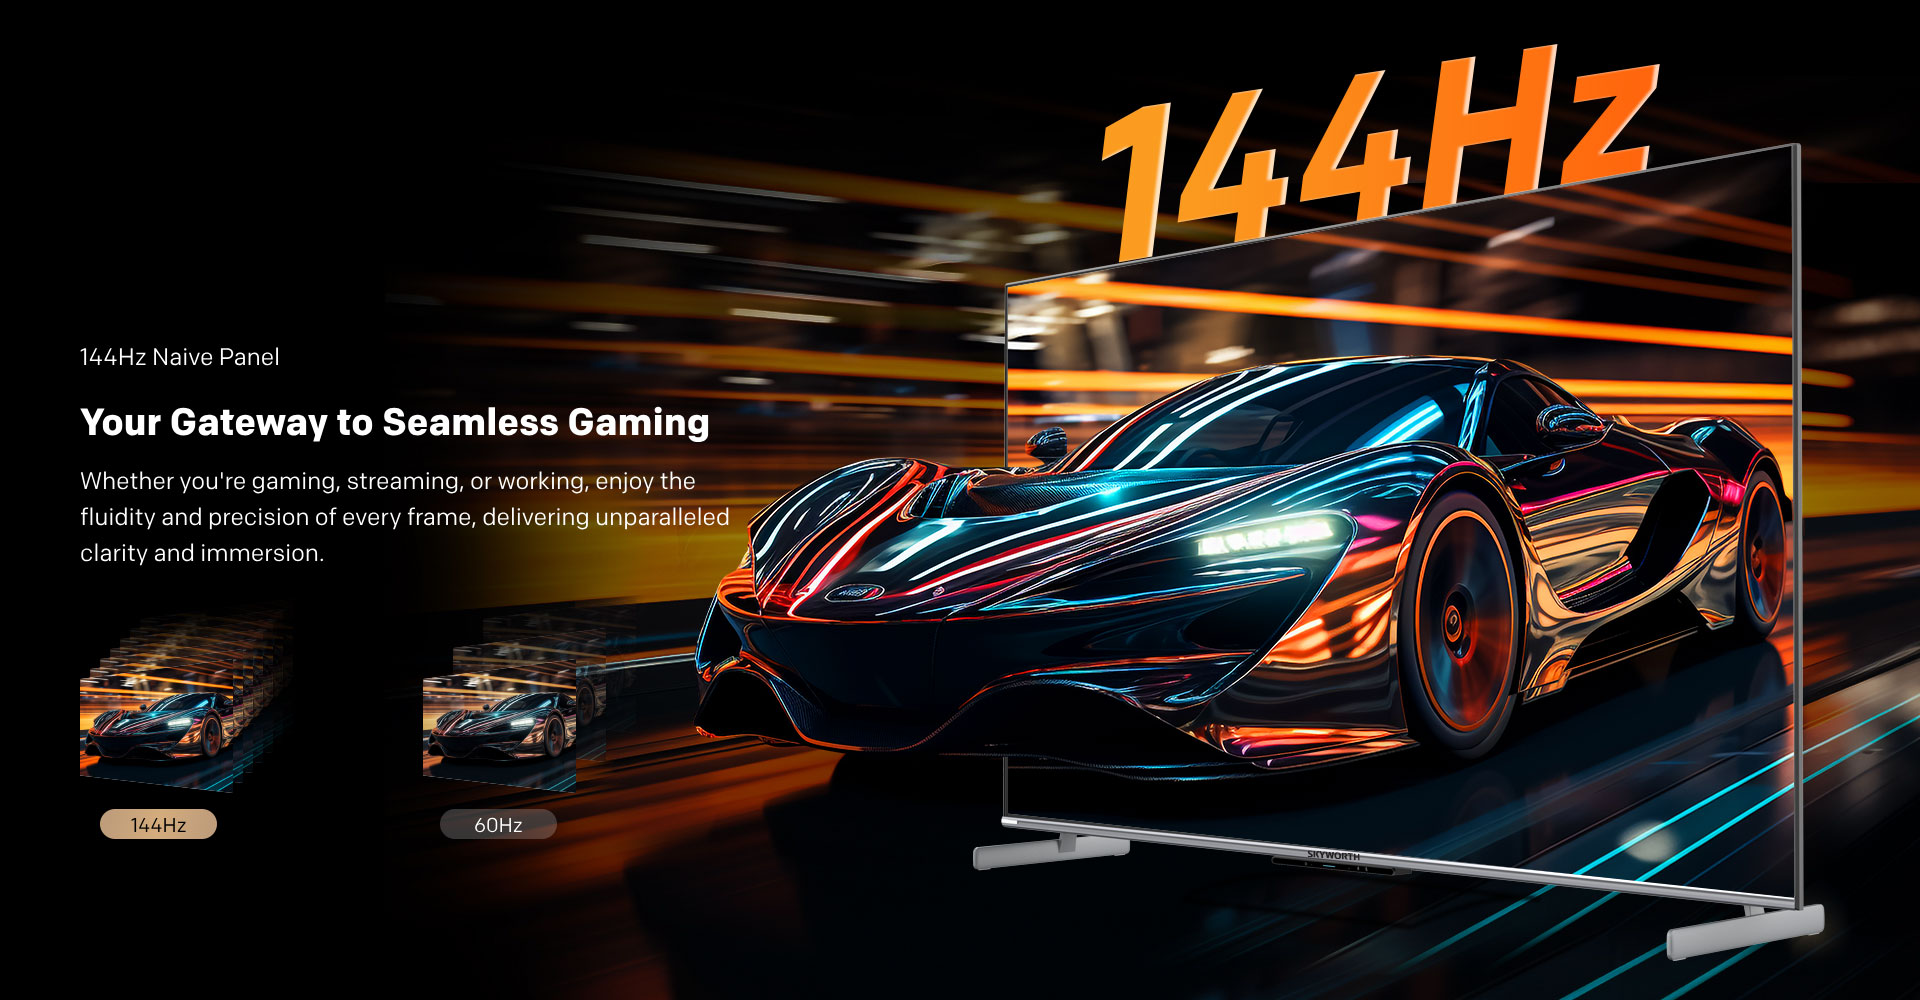 144Hz
144Hz Naive Panel
Your Gateway to Seamless Gaming
Whether you're gaming, streaming, or working, enjoy the
fluidity and precision of every frame, delivering unparalleled
clarity and immersion.
144Hz
60Hz
SKYWORTH